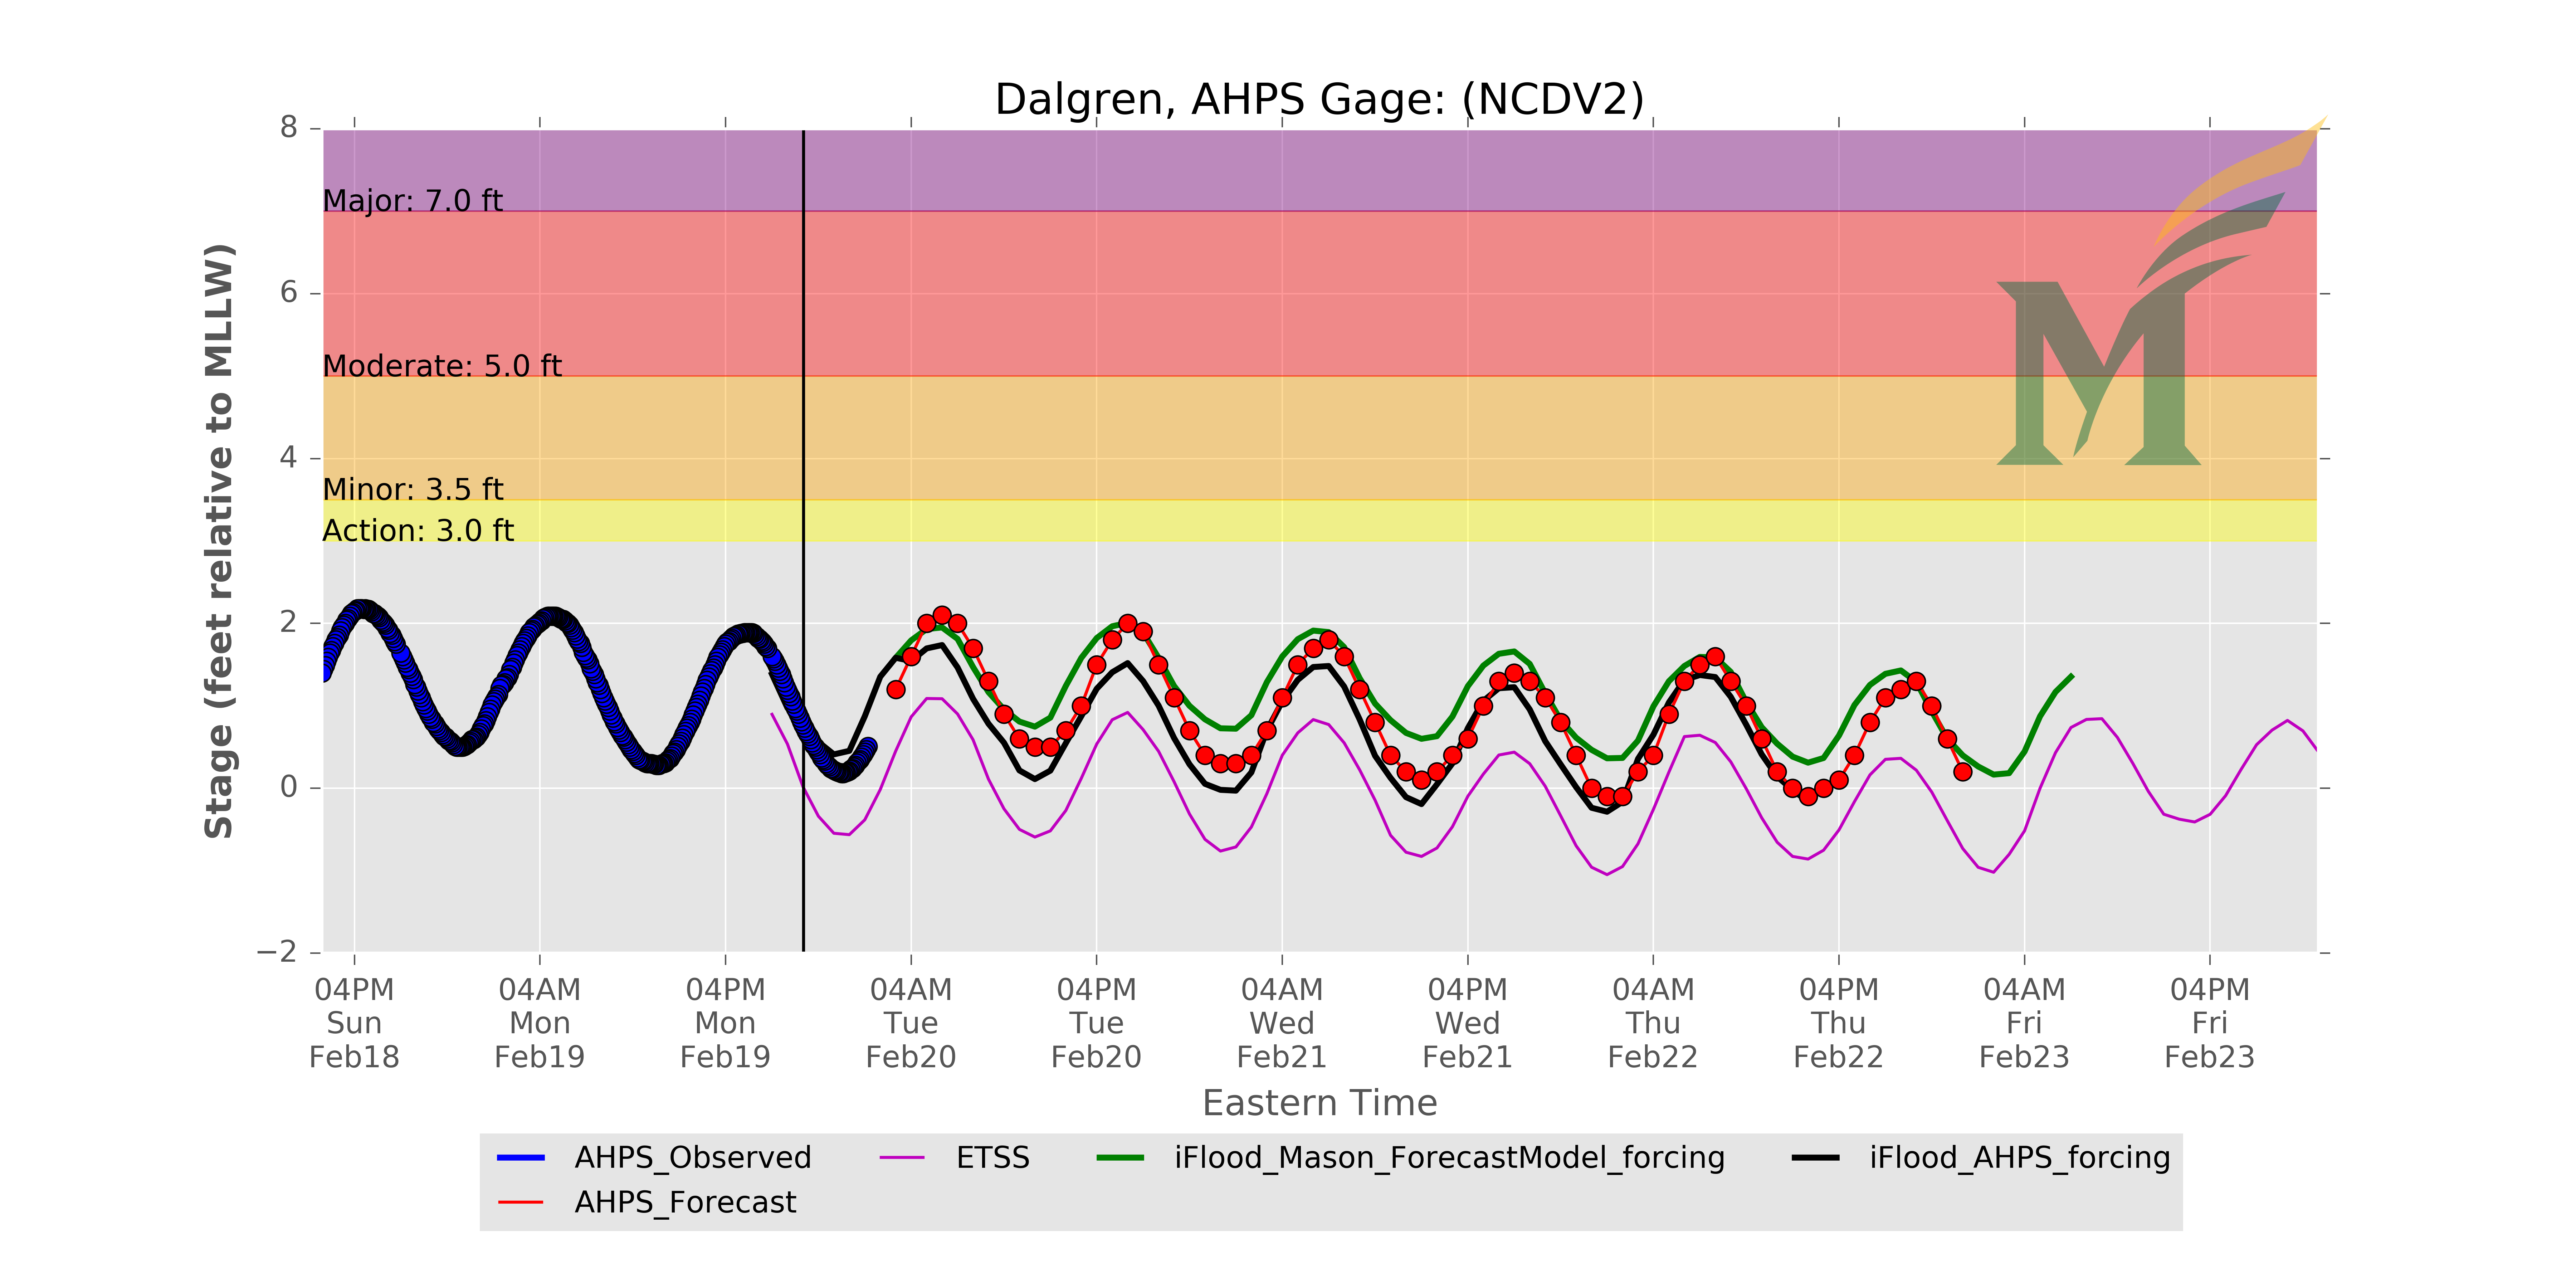 Dalgren, AHPS Gage: (NCDV2)
8
Major: 7.0 ft
6
Moderate: 5.0 ft
4
Minor: 3.5 ft
Action: 3.0 ft
2
0
−2
Stage (feet relative to MLLW)
M
04PM 04AM 04PM 04AM 04PM 04AM 04PM 04AM 04PM 04AM 04PM
Sun Mon Mon Tue Tue Wed Wed Thu Thu Fri Fri
Feb18 Feb19 Feb19 Feb20 Feb20 Feb21 Feb21 Feb22 Feb22 Feb23 Feb23
Eastern Time
AHPS_Observed ETSS iFlood_Mason_ForecastModel_forcing iFlood_AHPS_forcing
AHPS_Forecast